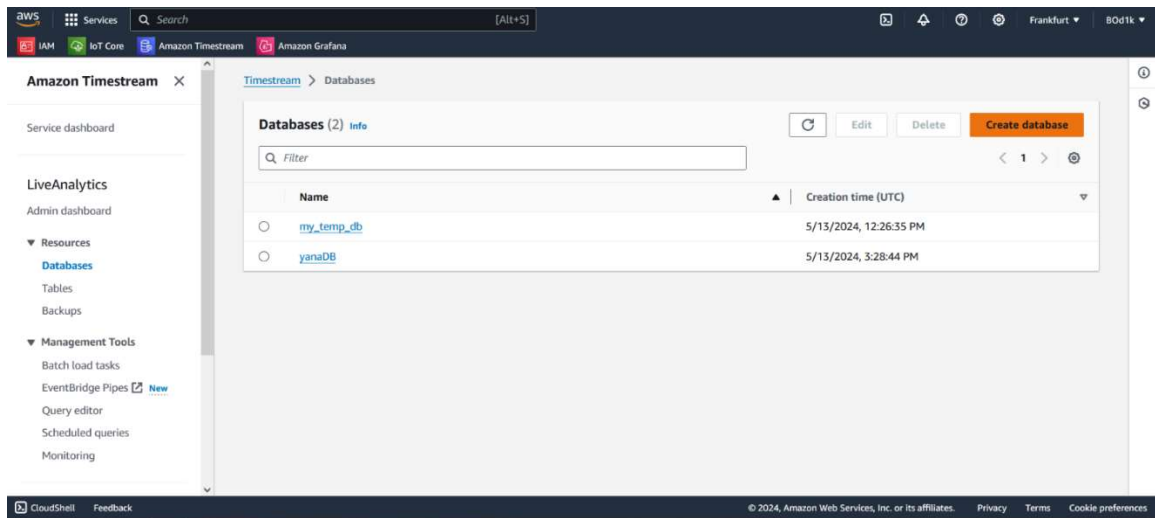 aws Services Search [Alt+S] Frankfurt BOd1k
IAM IoT Core Amazon Timestream Amazon Grafana
Amazon Timestream
Service dashboard
LiveAnalytics
Admin dashboard
Resources
Databases
Tables
Backups
Management Tools
Batch load tasks
EventBridge Pipes New
Query editor
Scheduled queries
Monitoring
Timestream > Databases
Databases (2) Info Edit Delete Create database
Filter 1
Name Creation time (UTC)
my_temp_db 5/13/2024, 12:26:35 PM
yanaDB 5/13/2024, 3:28:44 PM
CloudShell Feedback © 2024, Amazon Web Services, Inc. or its affiliates. Privacy Terms Cookie preferences